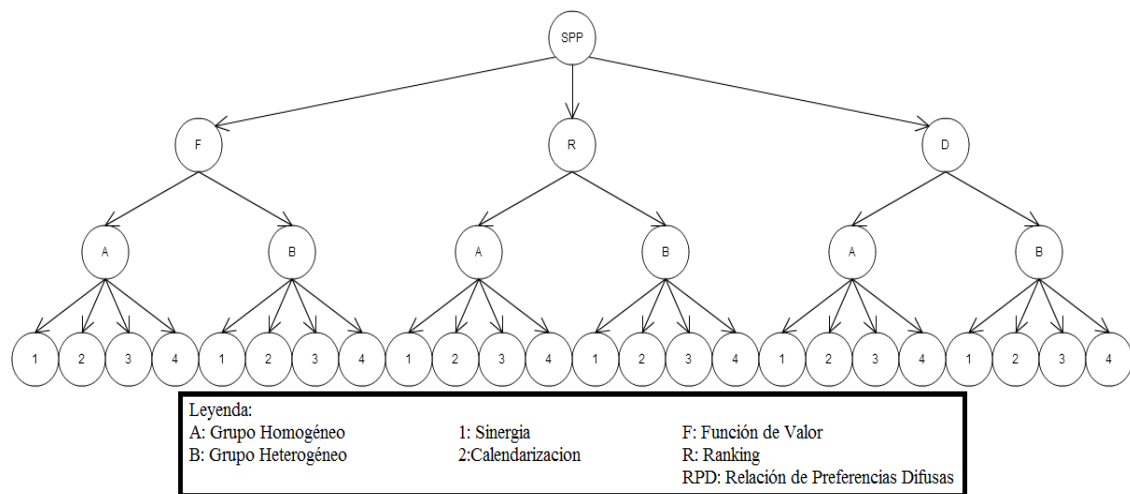 SPP
F R D
A B A B A B
1 2 3 4 1 2 3 4 1 2 3 4 1 2 3 4 1 2 3 4 1 2 3 4
Leyenda:
A: Grupo Homogéneo 1: Sinergia F: Función de Valor
B: Grupo Heterogéneo 2:Calendarizacion R: Ranking
RPD: Relación de Preferencias Difusas